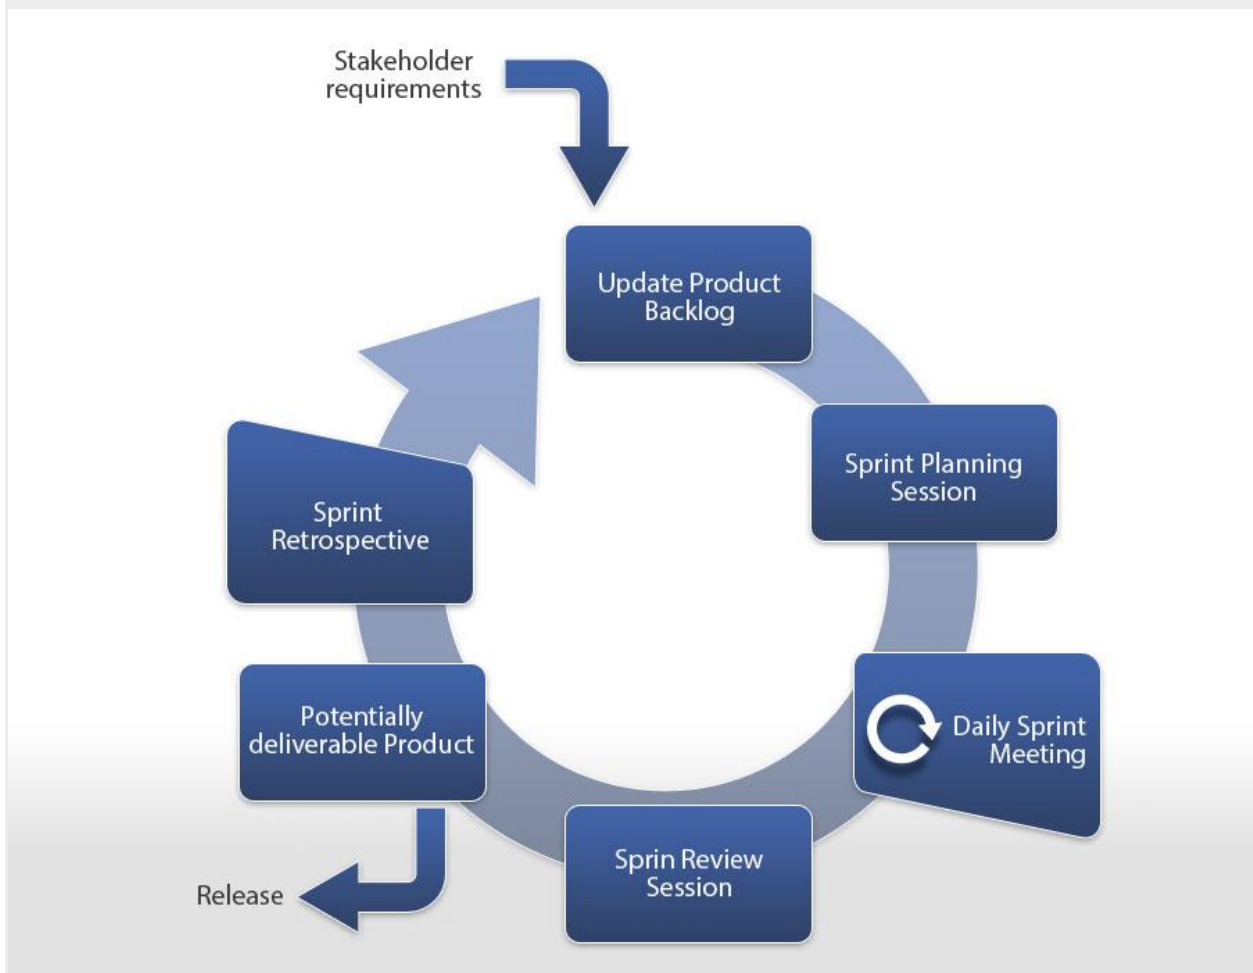 Stakeholder
requirements
Update Product
Backlog
Sprint Planning
Session
Daily Sprint
Meeting
Sprin Review
Session
Potentially
deliverable Product
Release
Sprint
Retrospective